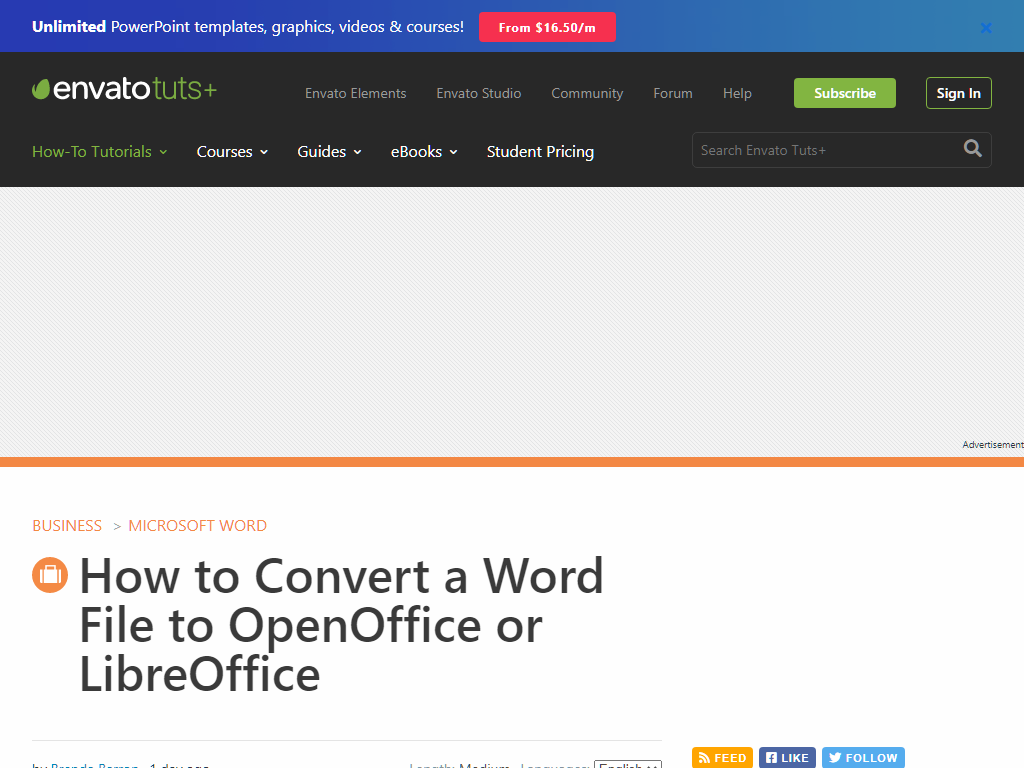 Unlimited PowerPoint templates, graphics, videos & courses! From $16.50/m
envatotuts+
Envato Elements Envato Studio Community Forum Help Subscribe Sign In
How-To Tutorials Courses Guides eBooks Student Pricing Search Envato Tuts+
Advertisement
BUSINESS > MICROSOFT WORD
How to Convert a Word
File to OpenOffice or
LibreOffice
FEED LIKE FOLLOW
by Brenda Barron 1 day ago Length: Medium Languages: English